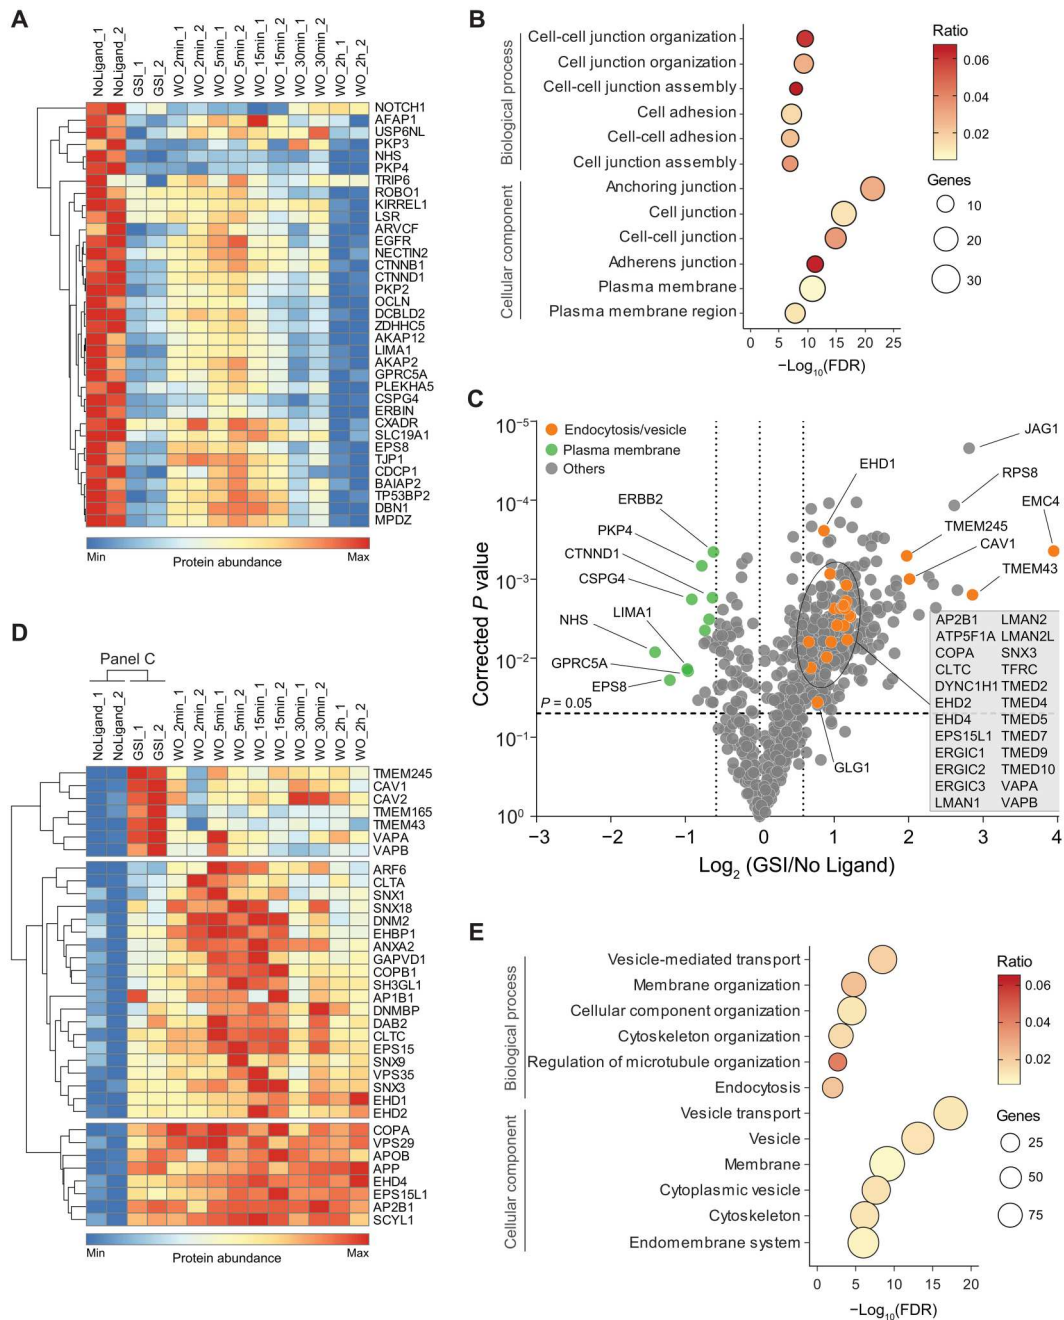 A
NoLigand_1
NoLigand_2
GSI_1
GSI_2
WO_2min_1
WO_2min_2
WO_5min_1
WO_5min_2
WO_15min_1
WO_15min_2
WO_30min_1
WO_30min_2
WO_2h_1
WO_2h_2
NOTCH1
AFAP1
USP6NL
PKP3
NHS
PKP4
TRIP6
ROBO1
KIRREL1
LSR
ARVCF
EGFR
NECTIN2
CTNNB1
CTNND1
PKP2
OCLN
DCBLD2
ZDHHC5
AKAP12
LIMA1
AKAP2
GPRC5A
PLEKHA5
CSPG4
ERBIN
CXADR
SLC19A1
EPS8
TJP1
CDCP1
BAIAP2
TP53BP2
DBN1
MPDZ
Min
Protein abundance
Max
B
Biological process
Cell-cell junction organization
Cell junction organization
Cell-cell junction assembly
Cell adhesion
Cell-cell adhesion
Cell junction assembly
Cellular component
Anchoring junction
Cell junction
Cell-cell junction
Adherens junction
Plasma membrane
Plasma membrane region
0 5 10 15 20 25
−Log10(FDR)
Ratio
0.06
0.04
0.02
Genes
10
20
30
C
Endocytosis/vesicle
Plasma membrane
Others
10-5
10-4
10-3
10-2
10-1
100
Corrected P value
P = 0.05
JAG1
RPS8
EMC4
EHD1
TMEM245
CAV1
TMEM43
ERBB2
PKP4
CTNND1
CSPG4
LIMA1
NHS
GPRC5A
EPS8
GLG1
AP2B1 LMAN2
ATP5F1A LMAN2L
COPA SNX3
CLTC TFRC
DYNC1H1 TMED2
EHD2 TMED4
EHD4 TMED5
EPS15L1 TMED7
ERGIC1 TMED9
ERGIC2 TMED10
ERGIC3 VAPA
LMAN1 VAPB
−3 −2 −1 0 1 2 3 4
Log2 (GSI/No Ligand)
D
Panel C
NoLigand_1
NoLigand_2
GSI_1
GSI_2
WO_2min_1
WO_2min_2
WO_5min_1
WO_5min_2
WO_15min_1
WO_15min_2
WO_30min_1
WO_30min_2
WO_2h_1
WO_2h_2
TMEM245
CAV1
CAV2
TMEM165
TMEM43
VAPA
VAPB
ARF6
CLTA
SNX1
SNX18
DNM2
EHBP1
ANXA2
GAPVD1
COPB1
SH3GL1
AP1B1
DNMBP
DAB2
CLTC
EPS15
SNX9
VPS35
SNX3
EHD1
EHD2
COPA
VPS29
APOB
APP
EHD4
EPS15L1
AP2B1
SCYL1
Min
Protein abundance
Max
E
Biological process
Vesicle-mediated transport
Membrane organization
Cellular component organization
Cytoskeleton organization
Regulation of microtubule organization
Endocytosis
Cellular component
Vesicle transport
Vesicle
Membrane
Cytoplasmic vesicle
Cytoskeleton
Endomembrane system
0 5 10 15 20
−Log10(FDR)
Ratio
0.06
0.04
0.02
Genes
25
50
75